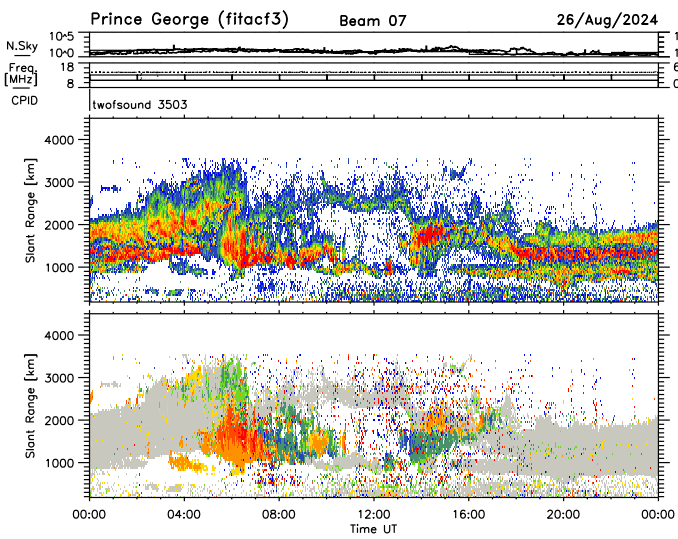 Prince George (fitacf3) Beam 07 26/Aug/2024
N.Sky 10^5
10^0
Freq. 18 6
[MHz] 8 0
CPID twofsound 3503
4000
3000
2000
1000
Slant Range [km]
4000
3000
2000
1000
Slant Range [km]
00:00 04:00 08:00 12:00 16:00 20:00 00:00
Time UT